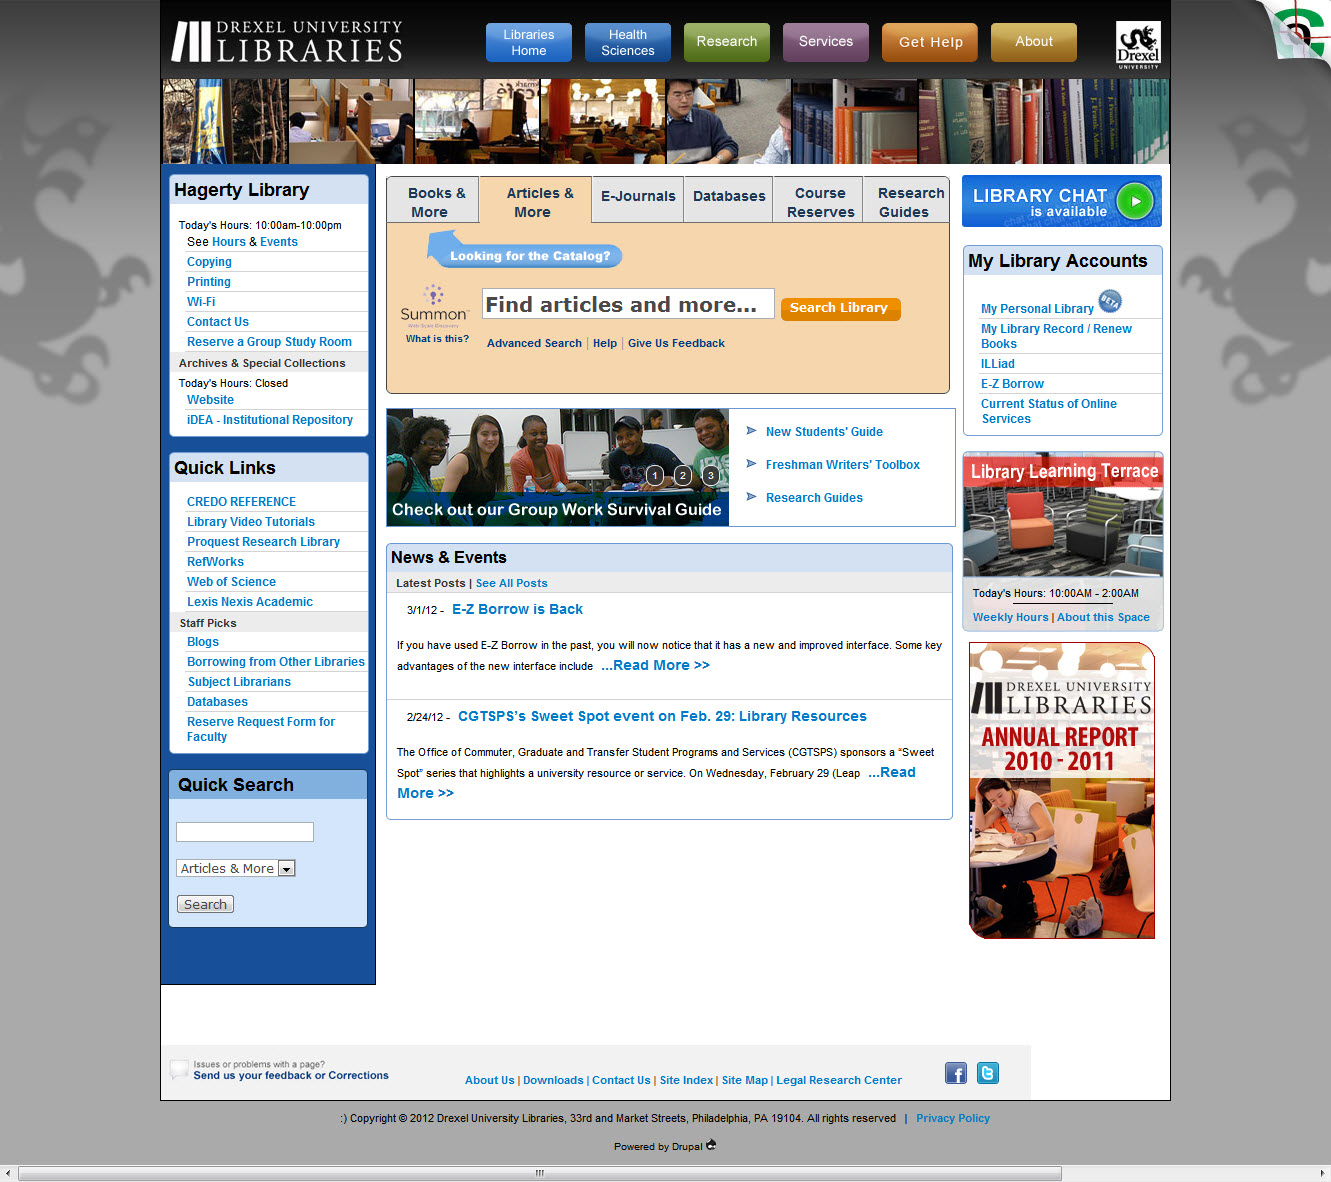 DREXEL UNIVERSITY
LIBRARIES
Libraries
Home
Health
Sciences
Research
Services
Get Help
About
Drexel
UNIVERSITY
Hagerty Library
Today's Hours: 10:00am-10:00pm
See Hours & Events
Copying
Printing
Wi-Fi
Contact Us
Reserve a Group Study Room
Archives & Special Collections
Today's Hours: Closed
Website
iDEA - Institutional Repository
Quick Links
CREDO REFERENCE
Library Video Tutorials
Proquest Research Library
RefWorks
Web of Science
Lexis Nexis Academic
Staff Picks
Blogs
Borrowing from Other Libraries
Subject Librarians
Databases
Reserve Request Form for
Faculty
Quick Search
Articles & More
Search
Books &
More
Articles &
More
E-Journals
Databases
Course
Reserves
Research
Guides
Looking for the Catalog?
Summon
Web Scale Discovery
What is this?
Find articles and more...
Search Library
Advanced Search | Help | Give Us Feedback
1 2 3
Check out our Group Work Survival Guide
New Students' Guide
Freshman Writers' Toolbox
Research Guides
News & Events
Latest Posts | See All Posts
3/1/12 - E-Z Borrow is Back
If you have used E-Z Borrow in the past, you will now notice that it has a new and improved interface. Some key
advantages of the new interface include ...Read More >>
2/24/12 - CGTSPS's Sweet Spot event on Feb. 29: Library Resources
The Office of Commuter, Graduate and Transfer Student Programs and Services (CGTSPS) sponsors a “Sweet
Spot” series that highlights a university resource or service. On Wednesday, February 29 (Leap ...Read
More >>
LIBRARY CHAT
is available
My Library Accounts
My Personal Library BETA
My Library Record / Renew
Books
ILLiad
E-Z Borrow
Current Status of Online
Services
Library Learning Terrace
Today's Hours: 10:00AM - 2:00AM
Weekly Hours | About this Space
DREXEL UNIVERSITY
LIBRARIES
ANNUAL REPORT
2010 - 2011
Issues or problems with a page?
Send us your feedback or Corrections
About Us | Downloads | Contact Us | Site Index | Site Map | Legal Research Center
:) Copyright © 2012 Drexel University Libraries, 33rd and Market Streets, Philadelphia, PA 19104. All rights reserved | Privacy Policy
Powered by Drupal